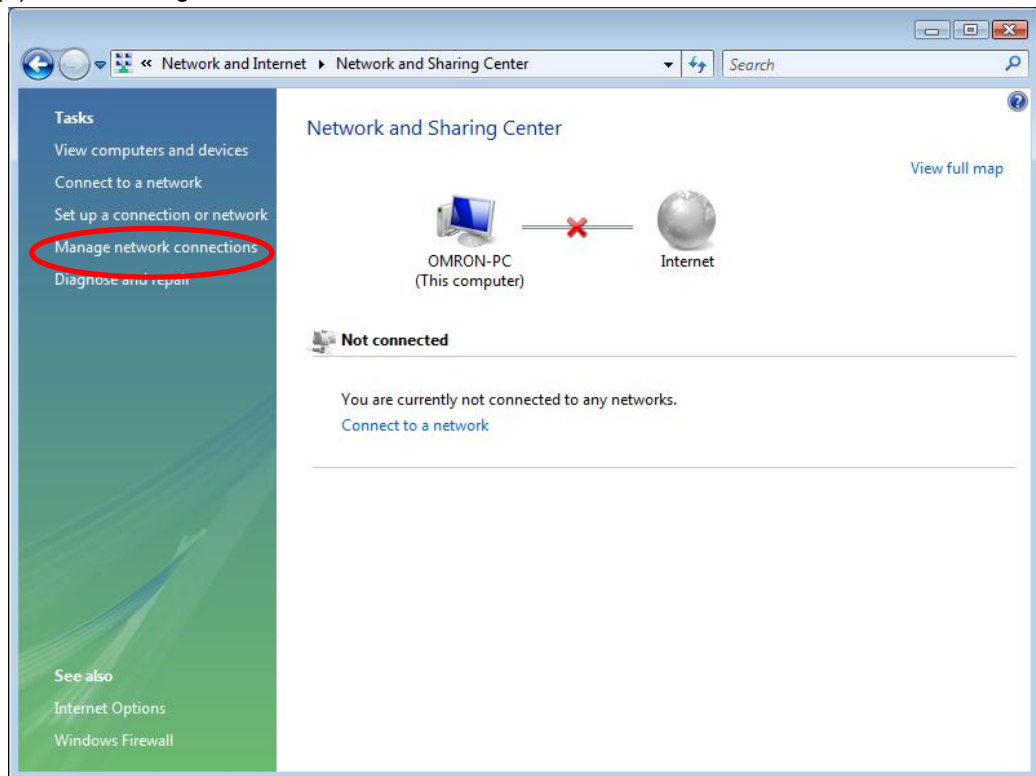 « Network and Internet ▸ Network and Sharing Center
Search
Tasks
View computers and devices
Connect to a network
Set up a connection or network
Manage network connections
Diagnose and repair
See also
Internet Options
Windows Firewall
Network and Sharing Center
View full map
OMRON-PC
(This computer)
Internet
Not connected
You are currently not connected to any networks.
Connect to a network